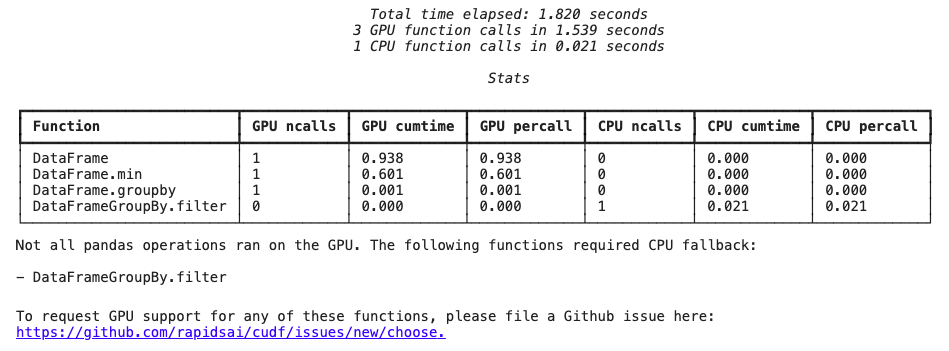 Total time elapsed: 1.820 seconds
3 GPU function calls in 1.539 seconds
1 CPU function calls in 0.021 seconds
Stats
Function GPU ncalls GPU cumtime GPU percall CPU ncalls CPU cumtime CPU percall
DataFrame 1 0.938 0.938 0 0.000 0.000
DataFrame.min 1 0.601 0.601 0 0.000 0.000
DataFrame.groupby 1 0.001 0.001 0 0.000 0.000
DataFrameGroupBy.filter 0 0.000 0.000 1 0.021 0.021
Not all pandas operations ran on the GPU. The following functions required CPU fallback:
- DataFrameGroupBy.filter
To request GPU support for any of these functions, please file a Github issue here:
https://github.com/rapidsai/cudf/issues/new/choose.